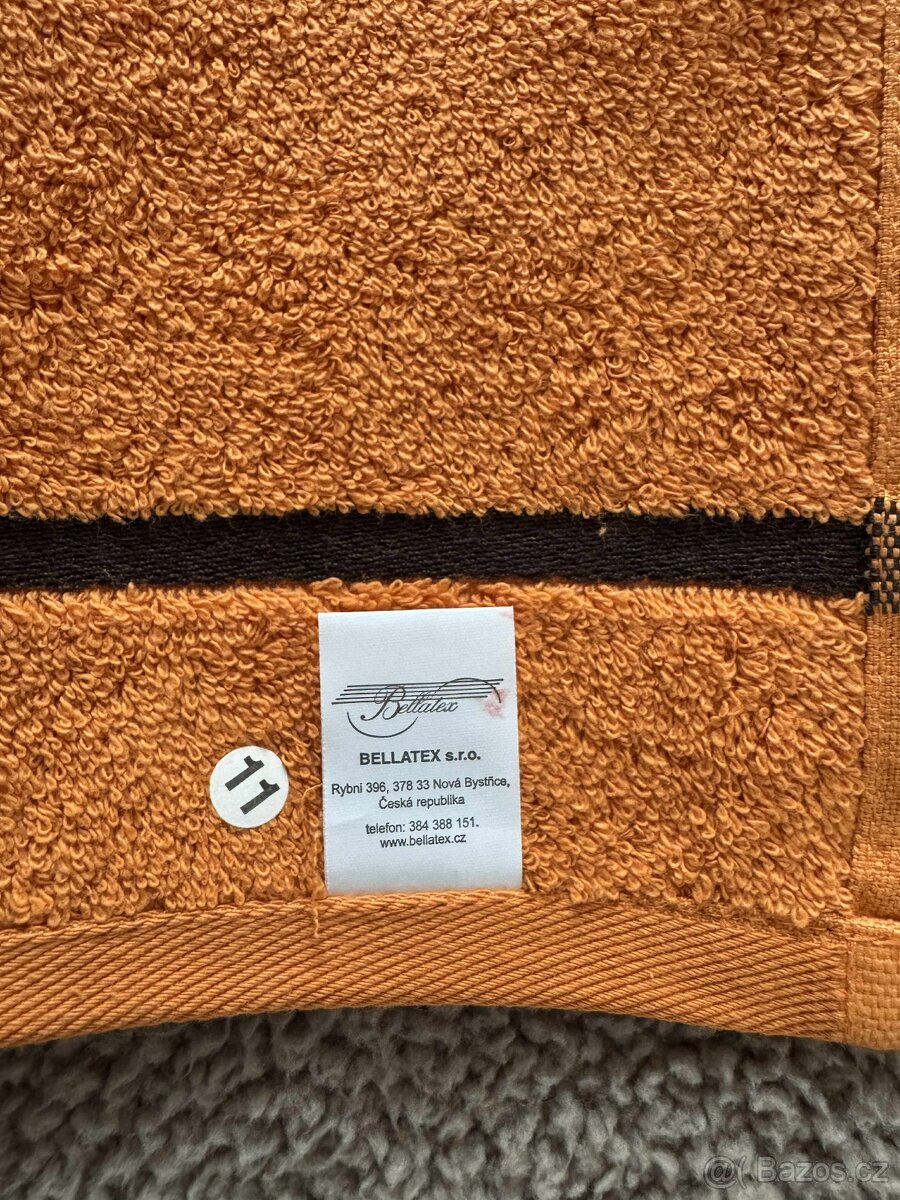 Bellatex
BELLATEX s.r.o.
Rybní 396, 378 33 Nová Bystřice,
Česká republika
telefon: 384 388 151.
www.bellatex.cz
11
Bazos.cz